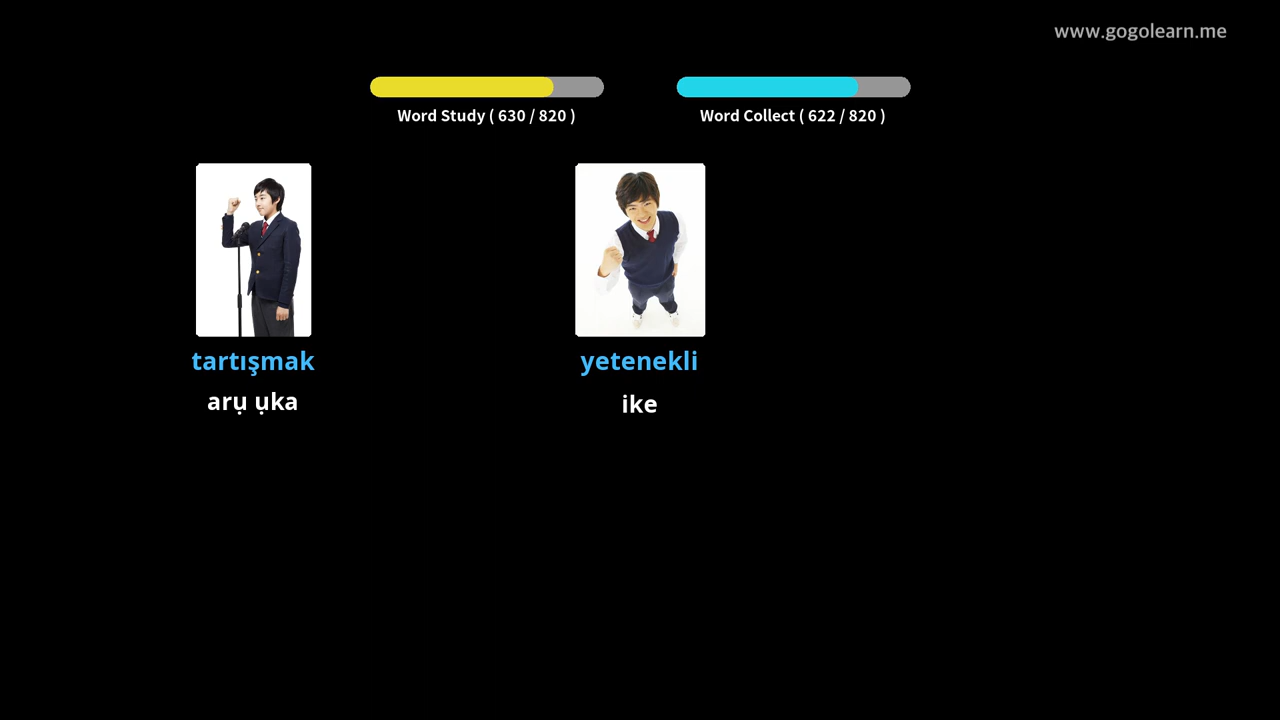 www.gogolearn.me
Word Study ( 630 / 820 )
Word Collect ( 622 / 820 )
tartışmak
arụ ụka
yetenekli
ike